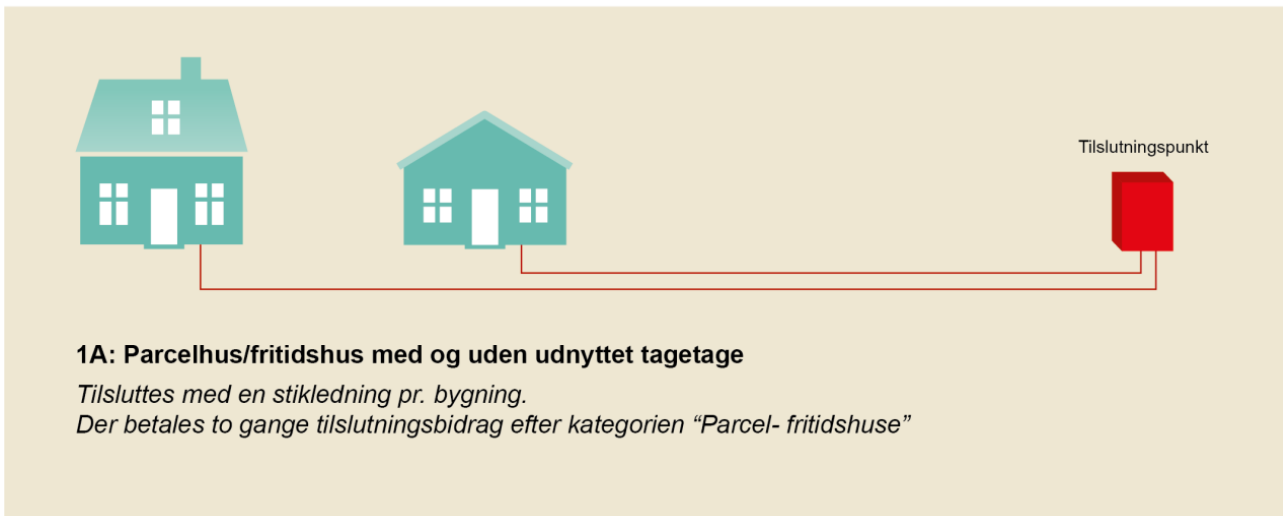 Tilslutningspunkt
1A: Parcelhus/fritidshus med og uden udnyttet tagetage
Tilsluttes med en stikledning pr. bygning.
Der betales to gange tilslutningsbidrag efter kategorien “Parcel- fritidshuse”